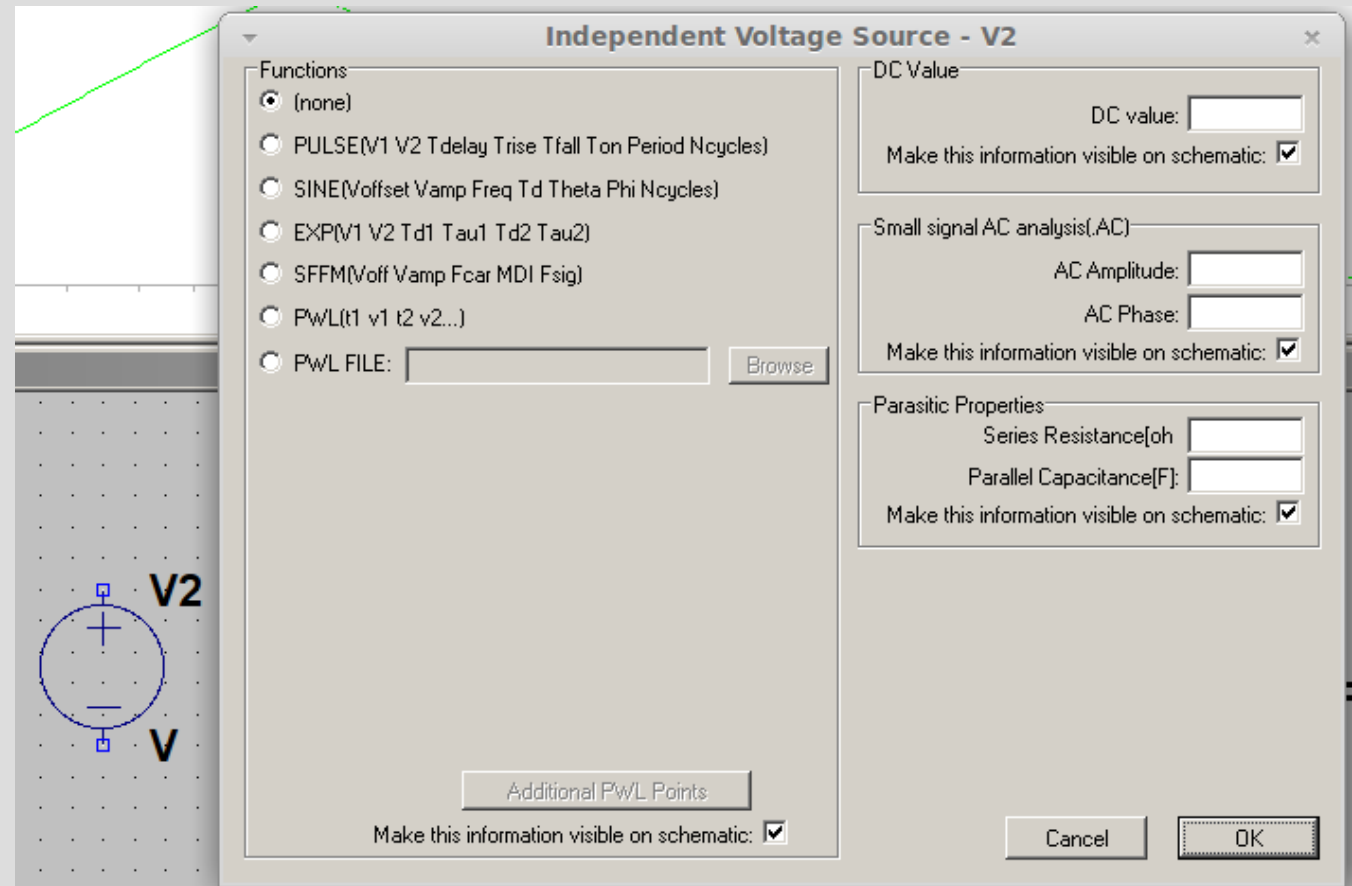 Independent Voltage Source - V2
Functions
(none)
PULSE(V1 V2 Tdelay Trise Tfall Ton Period Ncycles)
SINE(Voffset Vamp Freq Td Theta Phi Ncycles)
EXP(V1 V2 Td1 Tau1 Td2 Tau2)
SFFM(Voff Vamp Fcar MDI Fsig)
PWL(t1 v1 t2 v2...)
PWL FILE:
Browse
Additional PWL Points
Make this information visible on schematic:
DC Value
DC value:
Make this information visible on schematic:
Small signal AC analysis(.AC)
AC Amplitude:
AC Phase:
Make this information visible on schematic:
Parasitic Properties
Series Resistance[oh
Parallel Capacitance[F]:
Make this information visible on schematic:
Cancel
OK
V2
V